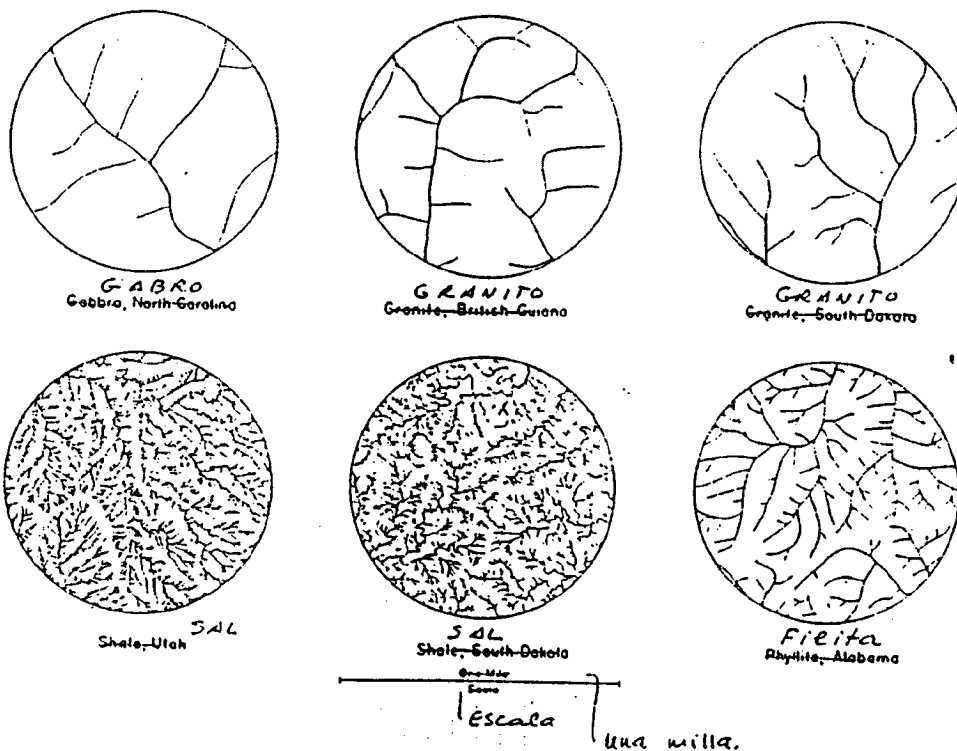 GABRO
Gabbro, North Carolina
GRANITO
Granite, British Guiana
GRANITO
Granite, South Dakota
SAL
Shale, Utah
SAL
Shale, South Dakota
Filita
Phyllite, Alabama
One Mile
Escala
Una milla.